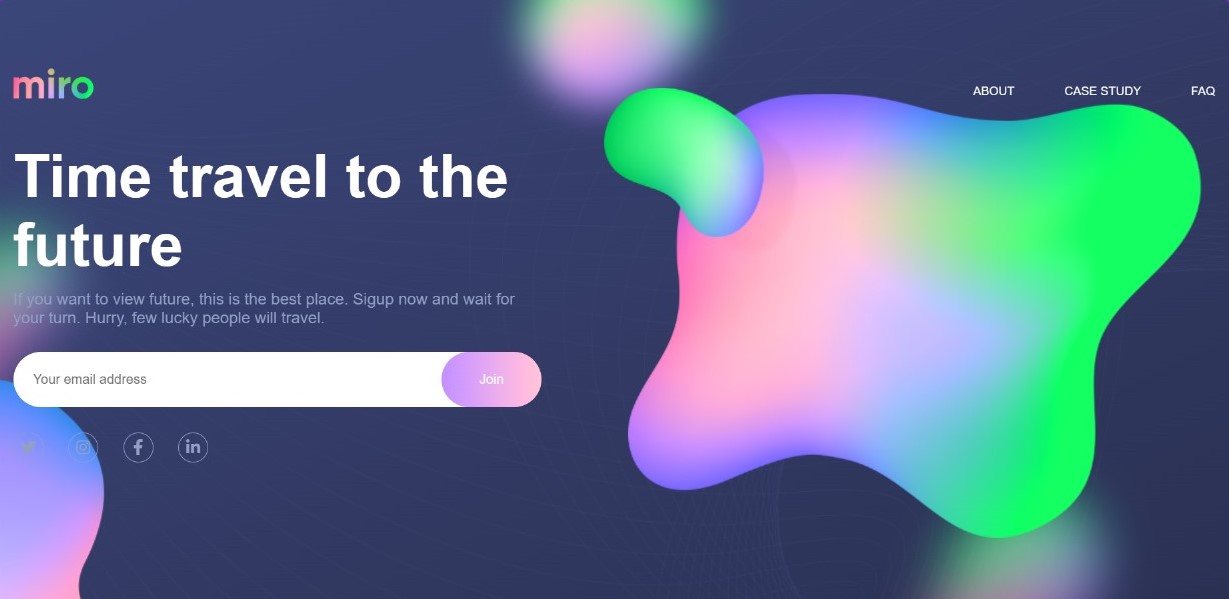 miro
ABOUT CASE STUDY FAQ
Time travel to the
future
If you want to view future, this is the best place. Sigup now and wait for
your turn. Hurry, few lucky people will travel.
Your email address
Join